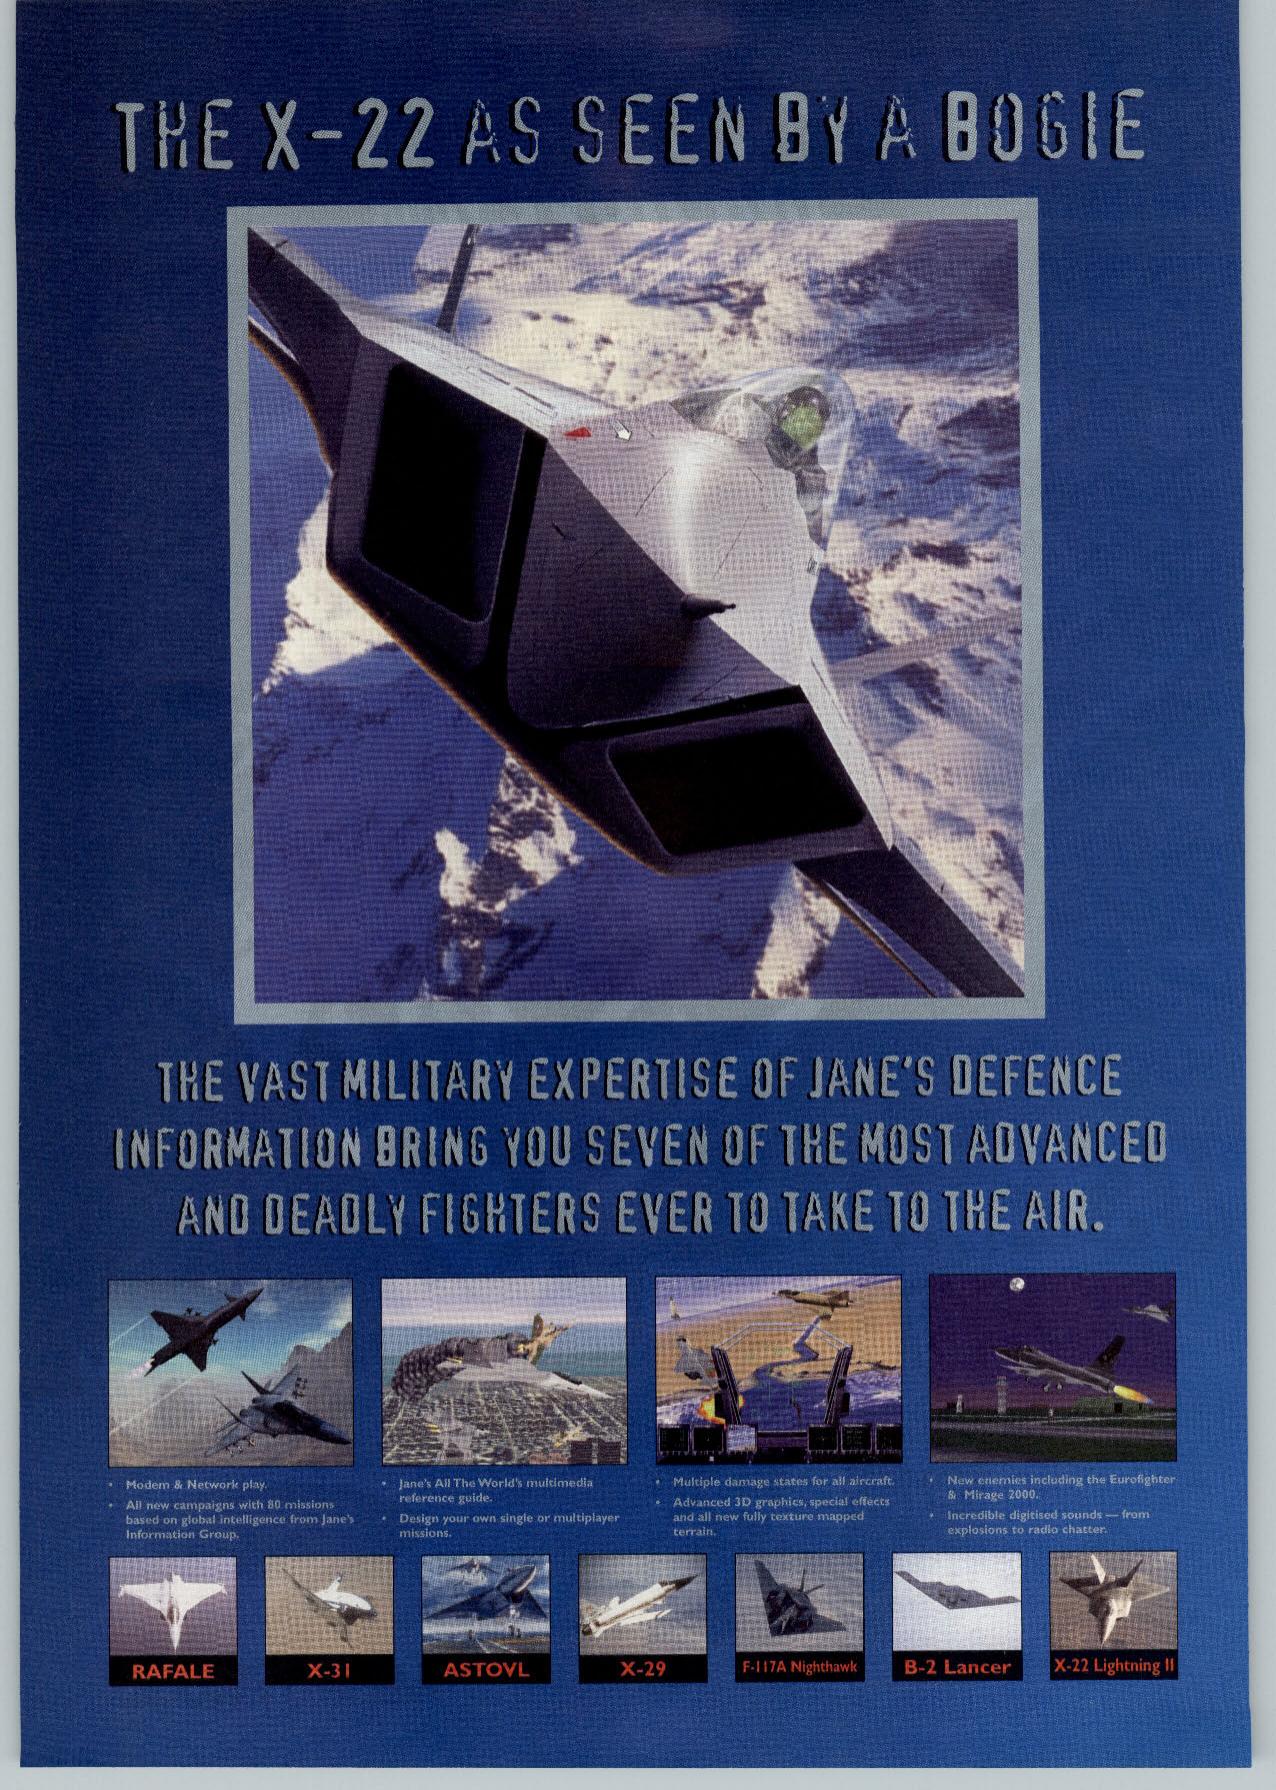 THE X-22 AS SEEN BY A BOGIE
THE VAST MILITARY EXPERTISE OF JANE'S DEFENCE
INFORMATION BRING YOU SEVEN OF THE MOST ADVANCED
AND DEADLY FIGHTERS EVER TO TAKE TO THE AIR.
• Modem & Network play.
• All new campaigns with 80 missions
based on global intelligence from Jane's
Information Group.
• Jane's All The World's multimedia
reference guide.
• Design your own single or multiplayer
missions.
• Multiple damage states for all aircraft.
• Advanced 3D graphics, special effects
and all new fully texture mapped
terrain.
• New enemies including the Eurofighter
& Mirage 2000.
• Incredible digitised sounds — from
explosions to radio chatter.
RAFALE
X-31
ASTOVL
X-29
F-117A Nighthawk
B-2 Lancer
X-22 Lightning II